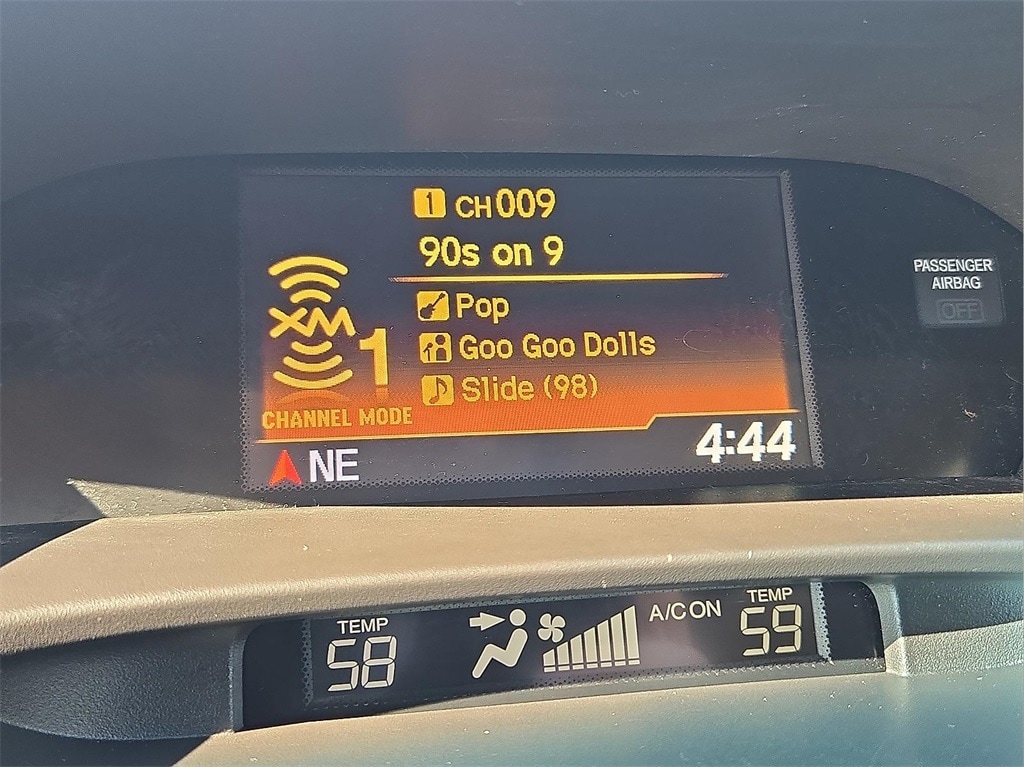 1 CH009
90s on 9
XM 1
Pop
Goo Goo Dolls
Slide (98)
CHANNEL MODE
NE
4:44
PASSENGER
AIRBAG
OFF
TEMP
58
A/C ON
TEMP
59